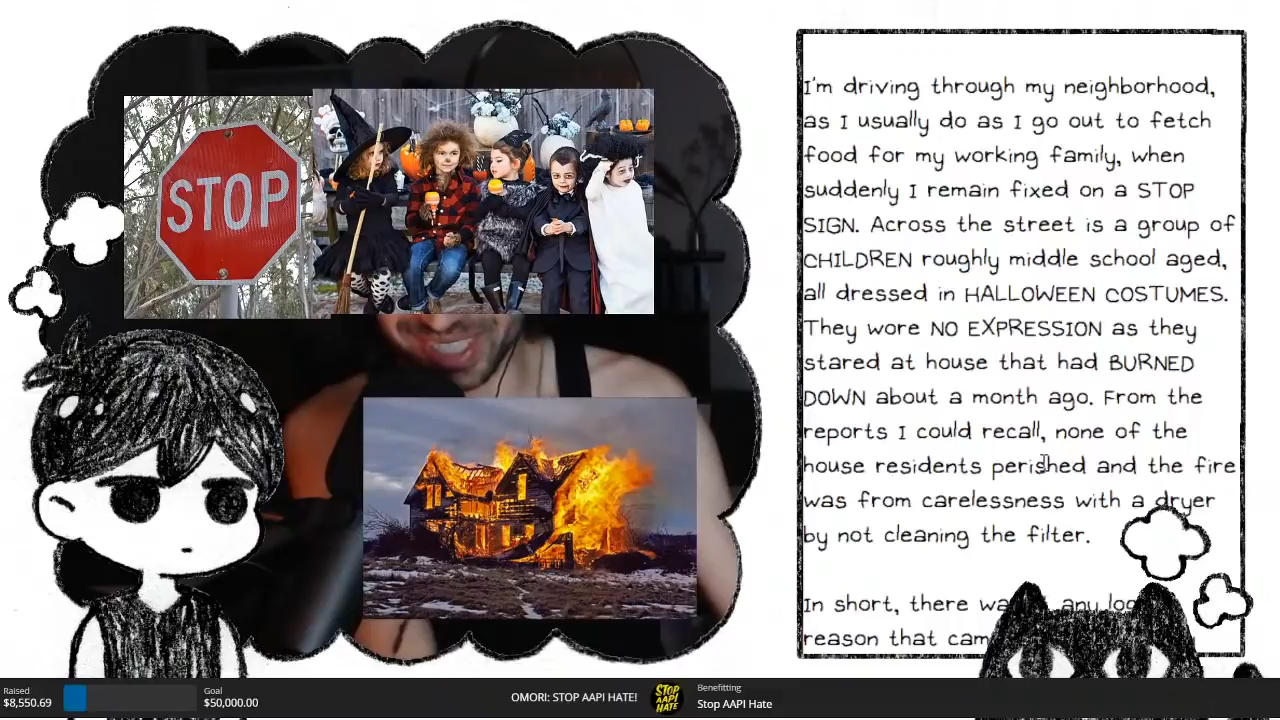 STOP
I'm driving through my neighborhood,
as I usually do as I go out to fetch
food for my working family, when
suddenly I remain fixed on a STOP
SIGN. Across the street is a group of
CHILDREN roughly middle school aged,
all dressed in HALLOWEEN COSTUMES.
They wore NO EXPRESSION as they
stared at house that had BURNED
DOWN about a month ago. From the
reports I could recall, none of the
house residents perished and the fire
was from carelessness with a dryer
by not cleaning the filter.
In short, there any
reason that
Raised
$8,550.69
Goal
$50,000.00
OMORI: STOP AAPI HATE!
STOP
AAPI
HATE
Benefitting
Stop AAPI Hate